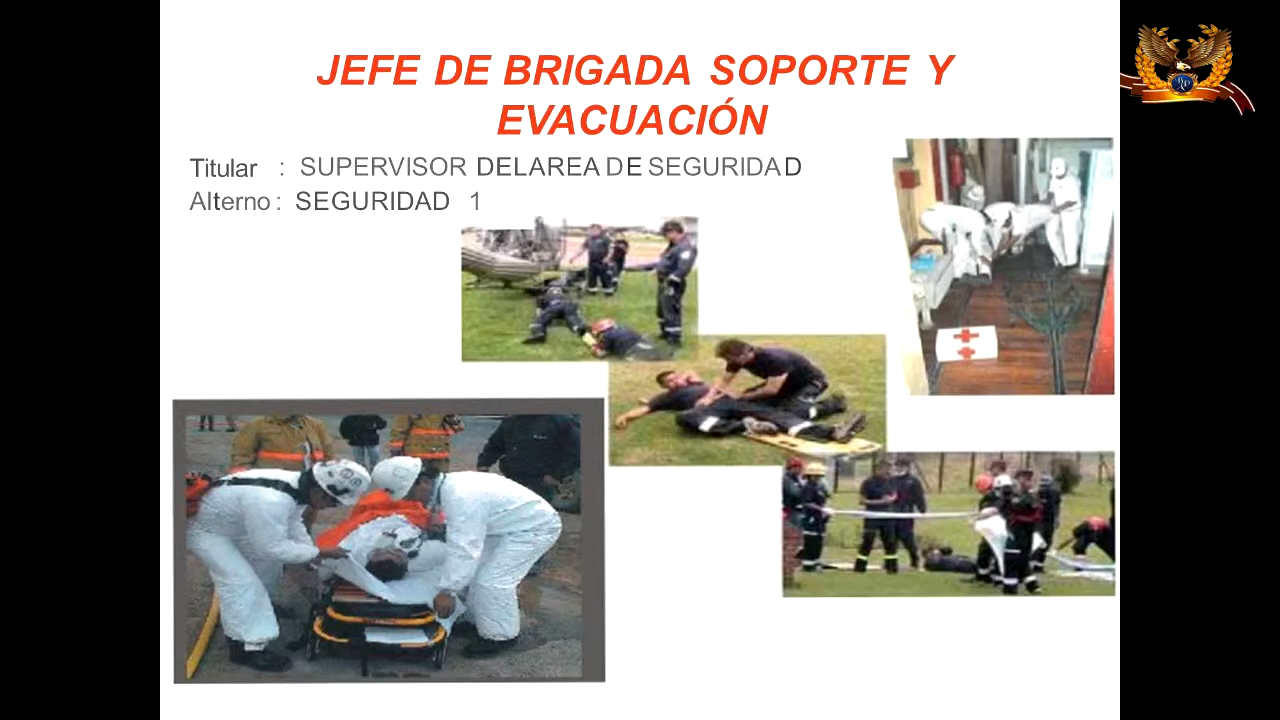 JEFE DE BRIGADA SOPORTE Y
EVACUACIÓN
Titular : SUPERVISOR DELAREA DE SEGURIDAD
Alterno : SEGURIDAD 1